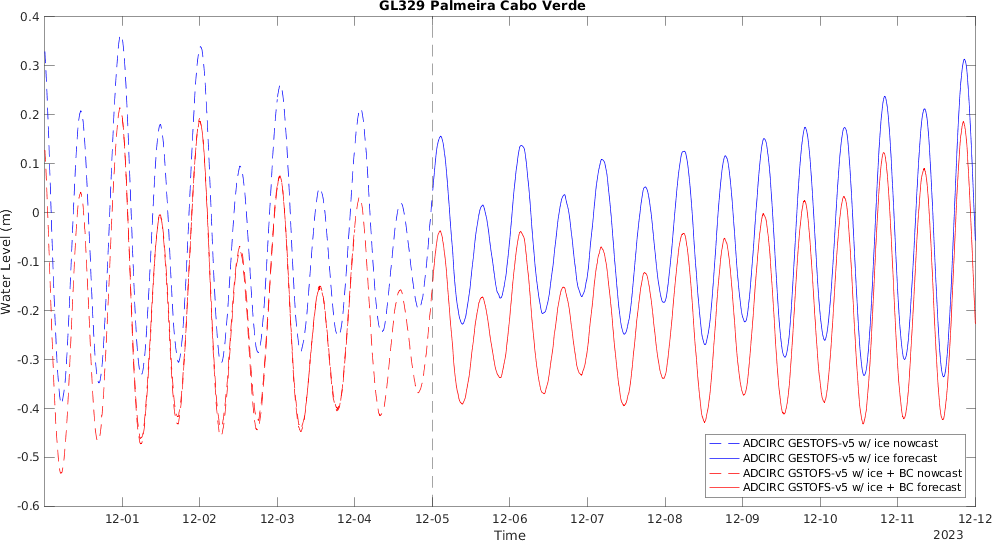 GL329 Palmeira Cabo Verde
0.4
0.3
0.2
0.1
0
-0.1
-0.2
-0.3
-0.4
-0.5
-0.6
Water Level (m)
ADCIRC GESTOFS-v5 w/ ice nowcast
ADCIRC GESTOFS-v5 w/ ice forecast
ADCIRC GSTOFS-v5 w/ ice + BC nowcast
ADCIRC GSTOFS-v5 w/ ice + BC forecast
12-01 12-02 12-03 12-04 12-05 12-06 12-07 12-08 12-09 12-10 12-11 12-12
Time
2023